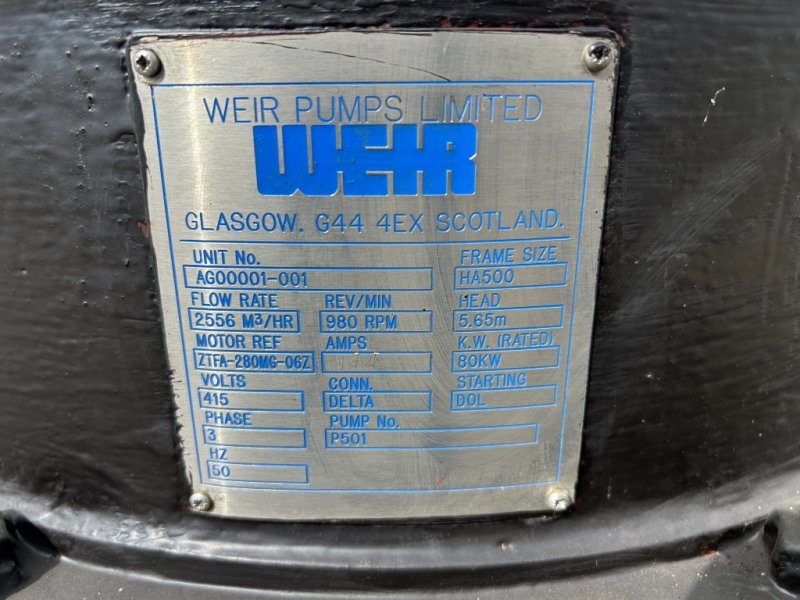 WEIR PUMPS LIMITED
WEIR
GLASGOW. G44 4EX SCOTLAND.
UNIT No. FRAME SIZE
AG00001-001 HA500
FLOW RATE REV/MIN HEAD
2556 M3/HR 980 RPM 5.65m
MOTOR REF AMPS K.W. (RATED)
ZTFA-280MG-06Z 80KW
VOLTS CONN. STARTING
415 DELTA DOL
PHASE PUMP No.
3 P501
HZ
50